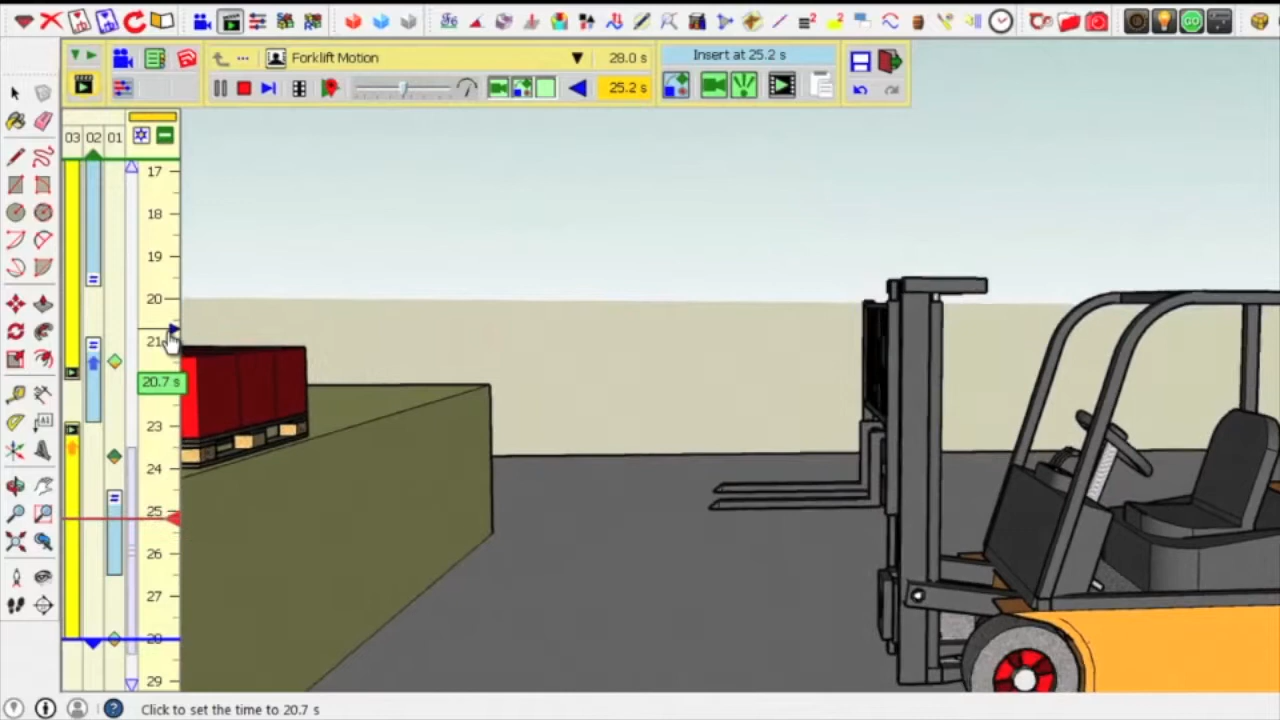 Forklift Motion
28.0 s
Insert at 25.2 s
25.2 s
03 02 01
17
18
19
20
21
20.7 s
23
24
25
26
27
28
29
Click to set the time to 20.7 s